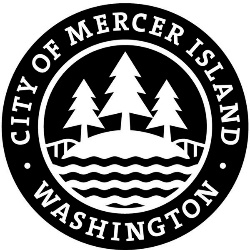 CITY OF MERCER ISLAND
• WASHINGTON •